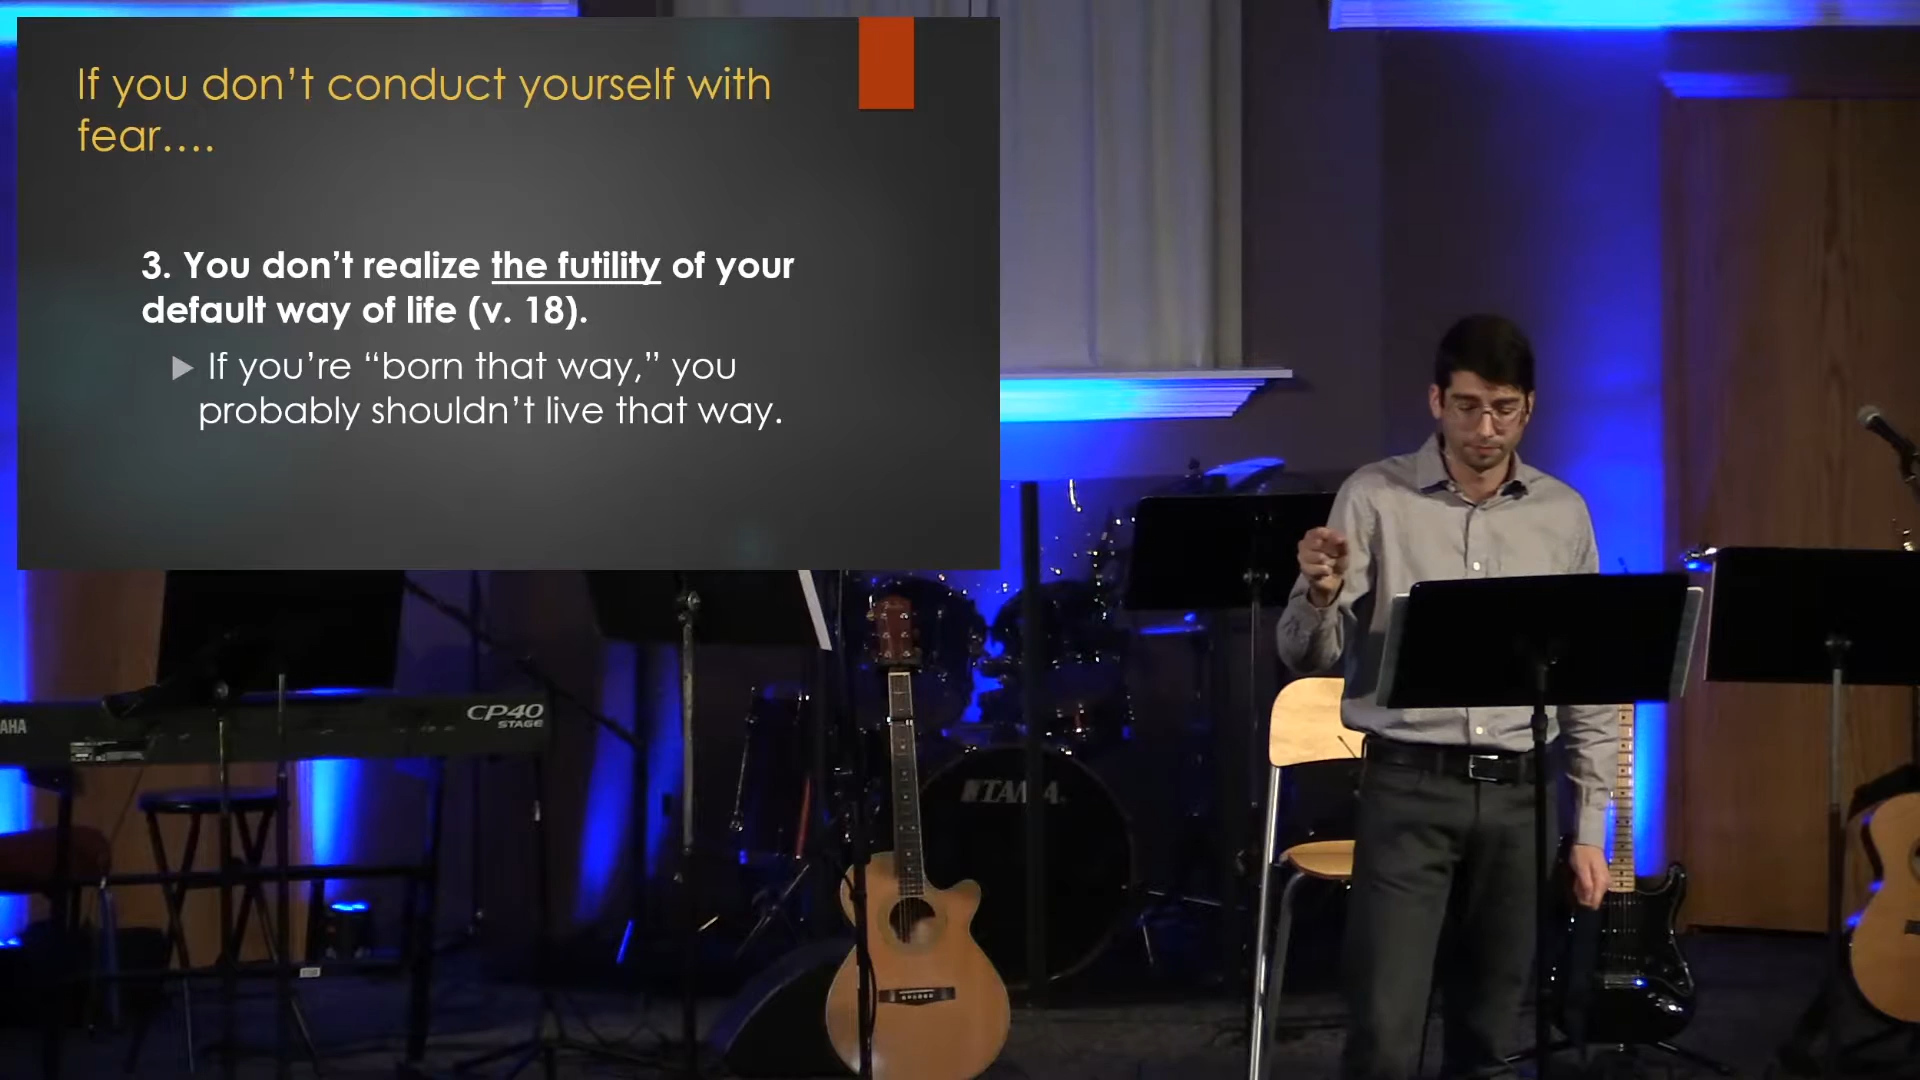 If you don’t conduct yourself with
fear....
3. You don’t realize the futility of your
default way of life (v. 18).
If you’re “born that way,” you
probably shouldn’t live that way.
CP40
STAGE
TAMA